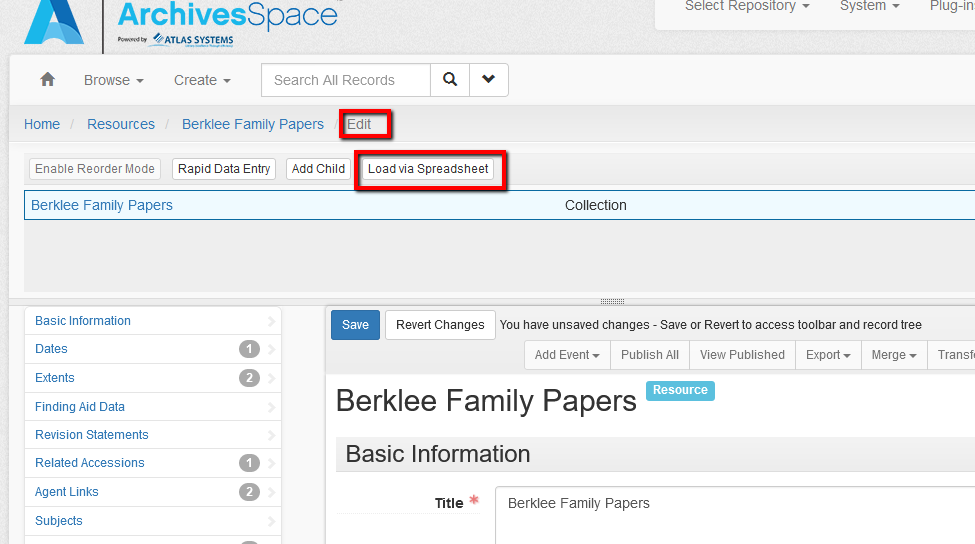 ArchivesSpace
Powered by ATLAS SYSTEMS
Select Repository System Plug-in
Browse Create Search All Records
Home / Resources / Berklee Family Papers / Edit
Enable Reorder Mode Rapid Data Entry Add Child Load via Spreadsheet
Berklee Family Papers Collection
Basic Information
Dates 1
Extents 2
Finding Aid Data
Revision Statements
Related Accessions 1
Agent Links 2
Subjects
Save Revert Changes You have unsaved changes - Save or Revert to access toolbar and record tree
Add Event Publish All View Published Export Merge Transfe
Berklee Family Papers Resource
Basic Information
Title * Berklee Family Papers